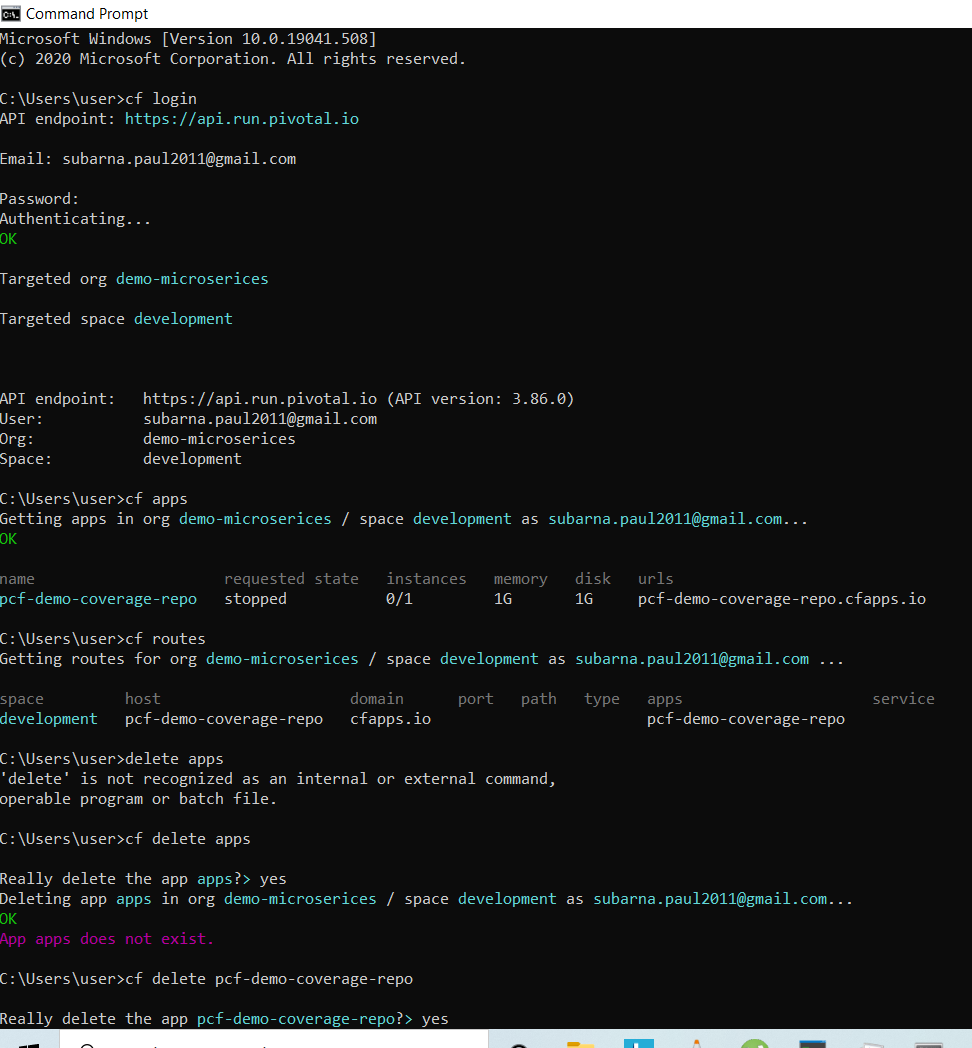 Command Prompt
Microsoft Windows [Version 10.0.19041.508]
(c) 2020 Microsoft Corporation. All rights reserved.
C:\Users\user>cf login
API endpoint: https://api.run.pivotal.io
Email: subarna.paul2011@gmail.com
Password:
Authenticating...
OK
Targeted org demo-microserices
Targeted space development
API endpoint:   https://api.run.pivotal.io (API version: 3.86.0)
User:           subarna.paul2011@gmail.com
Org:            demo-microserices
Space:          development
C:\Users\user>cf apps
Getting apps in org demo-microserices / space development as subarna.paul2011@gmail.com...
OK
name                     requested state   instances   memory   disk   urls
pcf-demo-coverage-repo   stopped           0/1         1G       1G     pcf-demo-coverage-repo.cfapps.io
C:\Users\user>cf routes
Getting routes for org demo-microserices / space development as subarna.paul2011@gmail.com ...
space         host                     domain      port   path   type   apps                     service
development   pcf-demo-coverage-repo   cfapps.io                        pcf-demo-coverage-repo
C:\Users\user>delete apps
'delete' is not recognized as an internal or external command,
operable program or batch file.
C:\Users\user>cf delete apps
Really delete the app apps?> yes
Deleting app apps in org demo-microserices / space development as subarna.paul2011@gmail.com...
OK
App apps does not exist.
C:\Users\user>cf delete pcf-demo-coverage-repo
Really delete the app pcf-demo-coverage-repo?> yes